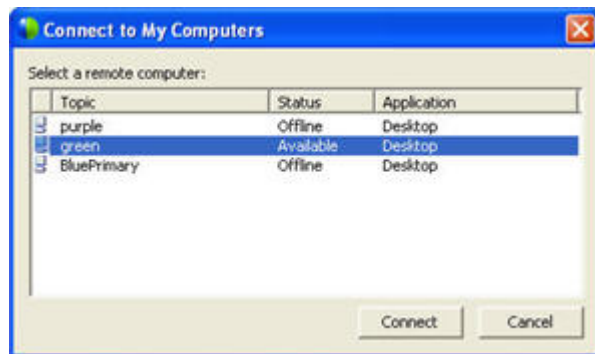 Connect to My Computers
Select a remote computer:
Topic Status Application
purple Offline Desktop
green Available Desktop
BluePrimary Offline Desktop
Connect Cancel